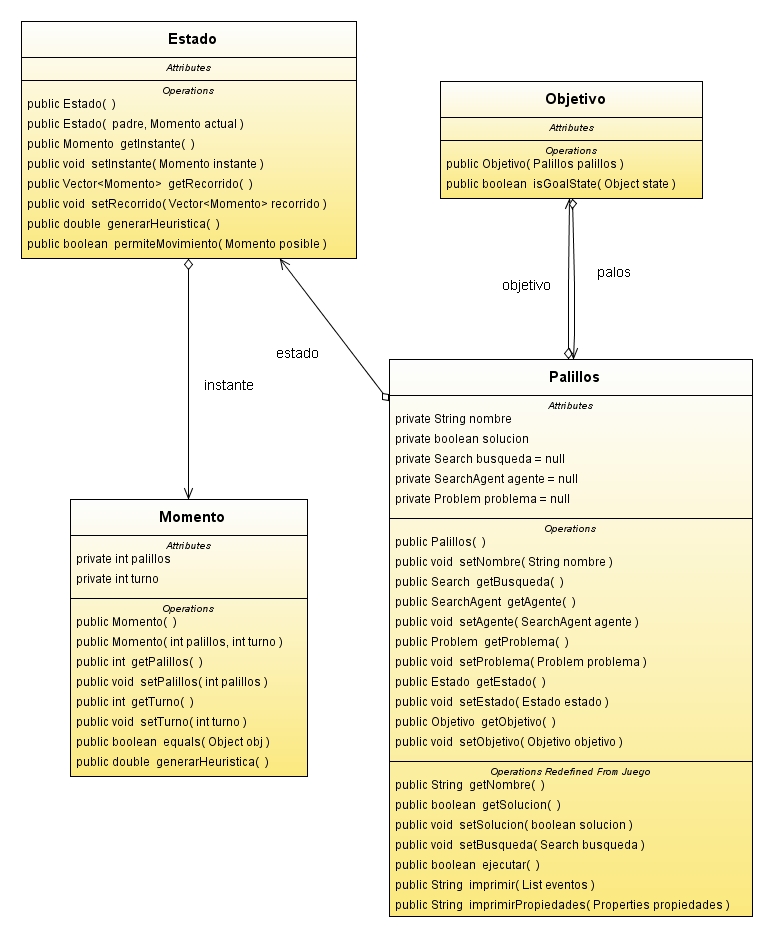 Estado
Attributes
Operations
public Estado( )
public Estado( padre, Momento actual )
public Momento getInstante( )
public void setInstante( Momento instante )
public Vector<Momento> getRecorrido( )
public void setRecorrido( Vector<Momento> recorrido )
public double generarHeuristica( )
public boolean permiteMovimiento( Momento posible )
Objetivo
Attributes
Operations
public Objetivo( Palillos palillos )
public boolean isGoalState( Object state )
objetivo
palos
estado
instante
Momento
Attributes
private int palillos
private int turno
Operations
public Momento( )
public Momento( int palillos, int turno )
public int getPalillos( )
public void setPalillos( int palillos )
public int getTurno( )
public void setTurno( int turno )
public boolean equals( Object obj )
public double generarHeuristica( )
Palillos
Attributes
private String nombre
private boolean solucion
private Search busqueda = null
private SearchAgent agente = null
private Problem problema = null
Operations
public Palillos( )
public void setNombre( String nombre )
public Search getBusqueda( )
public SearchAgent getAgente( )
public void setAgente( SearchAgent agente )
public Problem getProblema( )
public void setProblema( Problem problema )
public Estado getEstado( )
public void setEstado( Estado estado )
public Objetivo getObjetivo( )
public void setObjetivo( Objetivo objetivo )
Operations Redefined From Juego
public String getNombre( )
public boolean getSolucion( )
public void setSolucion( boolean solucion )
public void setBusqueda( Search busqueda )
public boolean ejecutar( )
public String imprimir( List eventos )
public String imprimirPropiedades( Properties propiedades )